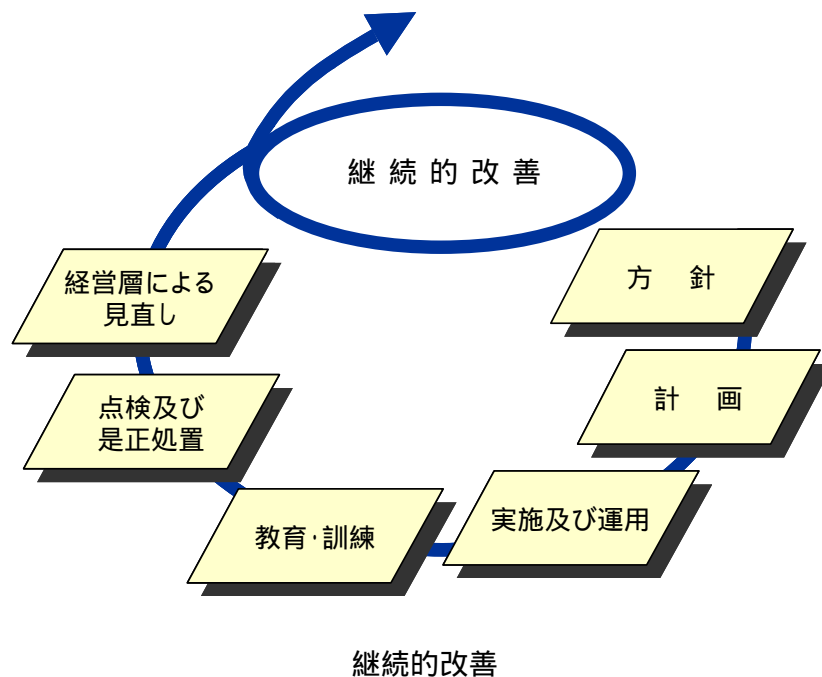 継続的改善
方 針
計 画
実施及び運用
教育・訓練
点検及び
是正処置
経営層による
見直し
継続的改善